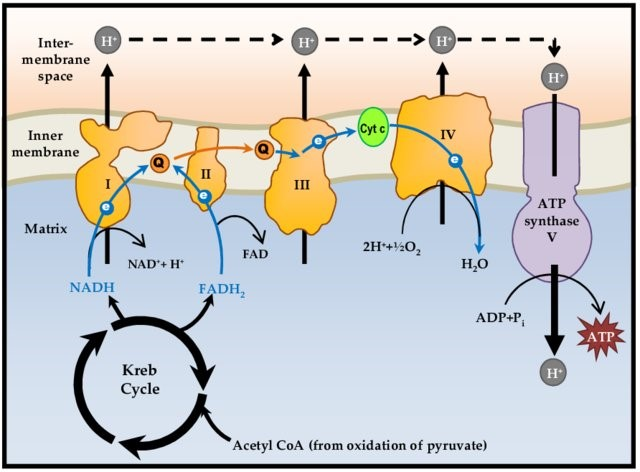 Inter-
membrane
space
H⁺
H⁺
H⁺
H⁺
Inner
membrane
Cyt c
IV
e
Q
Q
e
e
I
II
III
e
e
ATP
synthase
V
Matrix
NAD⁺+ H⁺
FAD
2H⁺+½O₂
H₂O
NADH
FADH₂
ADP+Pᵢ
ATP
Kreb
Cycle
H⁺
Acetyl CoA (from oxidation of pyruvate)